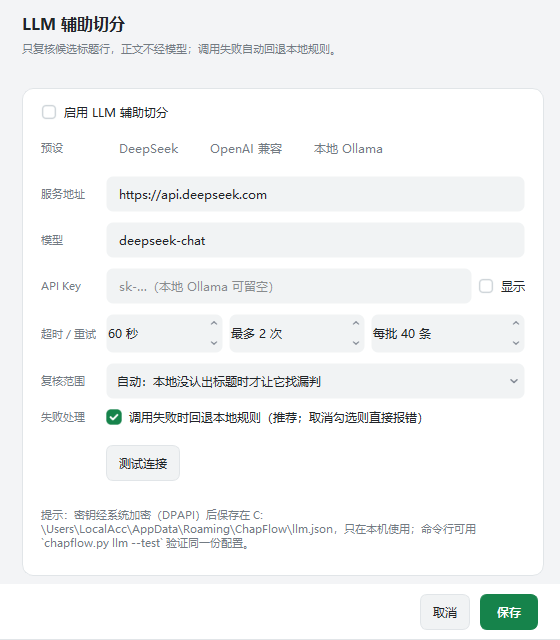 LLM 辅助切分
只复核候选标题行，正文不经模型；调用失败自动回退本地规则。
启用 LLM 辅助切分
预设 DeepSeek OpenAI 兼容 本地 Ollama
服务地址 https://api.deepseek.com
模型 deepseek-chat
API Key sk-...（本地 Ollama 可留空） 显示
超时 / 重试 60 秒 最多 2 次 每批 40 条
复核范围 自动：本地没认出标题时才让它找漏判
失败处理 调用失败时回退本地规则（推荐；取消勾选则直接报错）
测试连接
提示：密钥经系统加密（DPAPI）后保存在 C:
\Users\LocalAcc\AppData\Roaming\ChapFlow\llm.json，只在本机使用；命令行可用
`chapflow.py llm --test` 验证同一份配置。
取消 保存